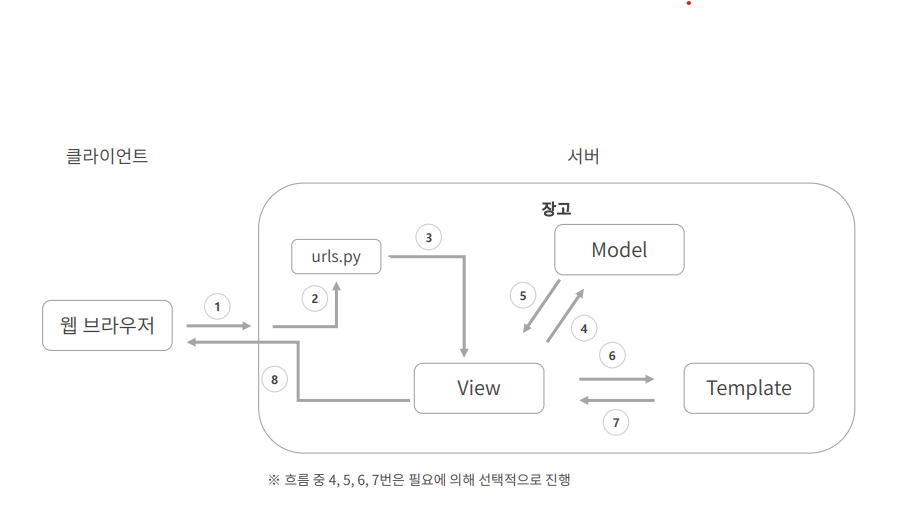 클라이언트
서버
장고
Model
urls.py
3
2
5
1
4
웹 브라우저
6
8
View
Template
7
※ 흐름 중 4, 5, 6, 7번은 필요에 의해 선택적으로 진행